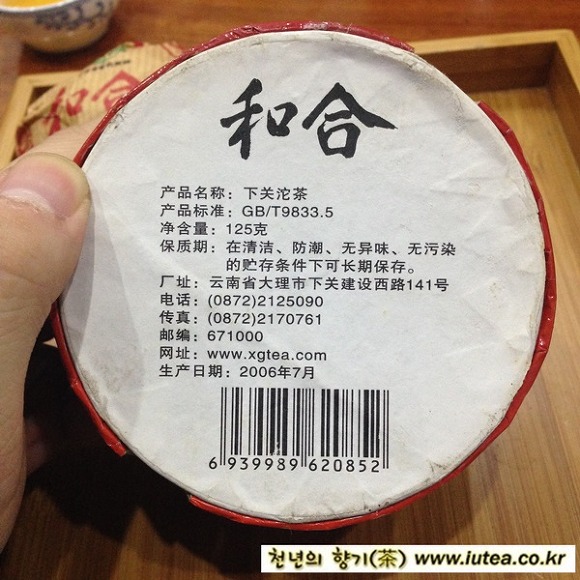 茶
和合
和合
产品名称：下关沱茶
产品标准：GB/T9833.5
净含量：125克
保质期：在清洁、防潮、无异味、无污染
的贮存条件下可长期保存。
厂址：云南省大理市下关建设西路141号
电话：(0872)2125090
传真：(0872)2170761
邮编：671000
网址：www.xgtea.com
生产日期：2006年7月
6 939989 620852
천년의 향기(茶) www.iutea.co.kr